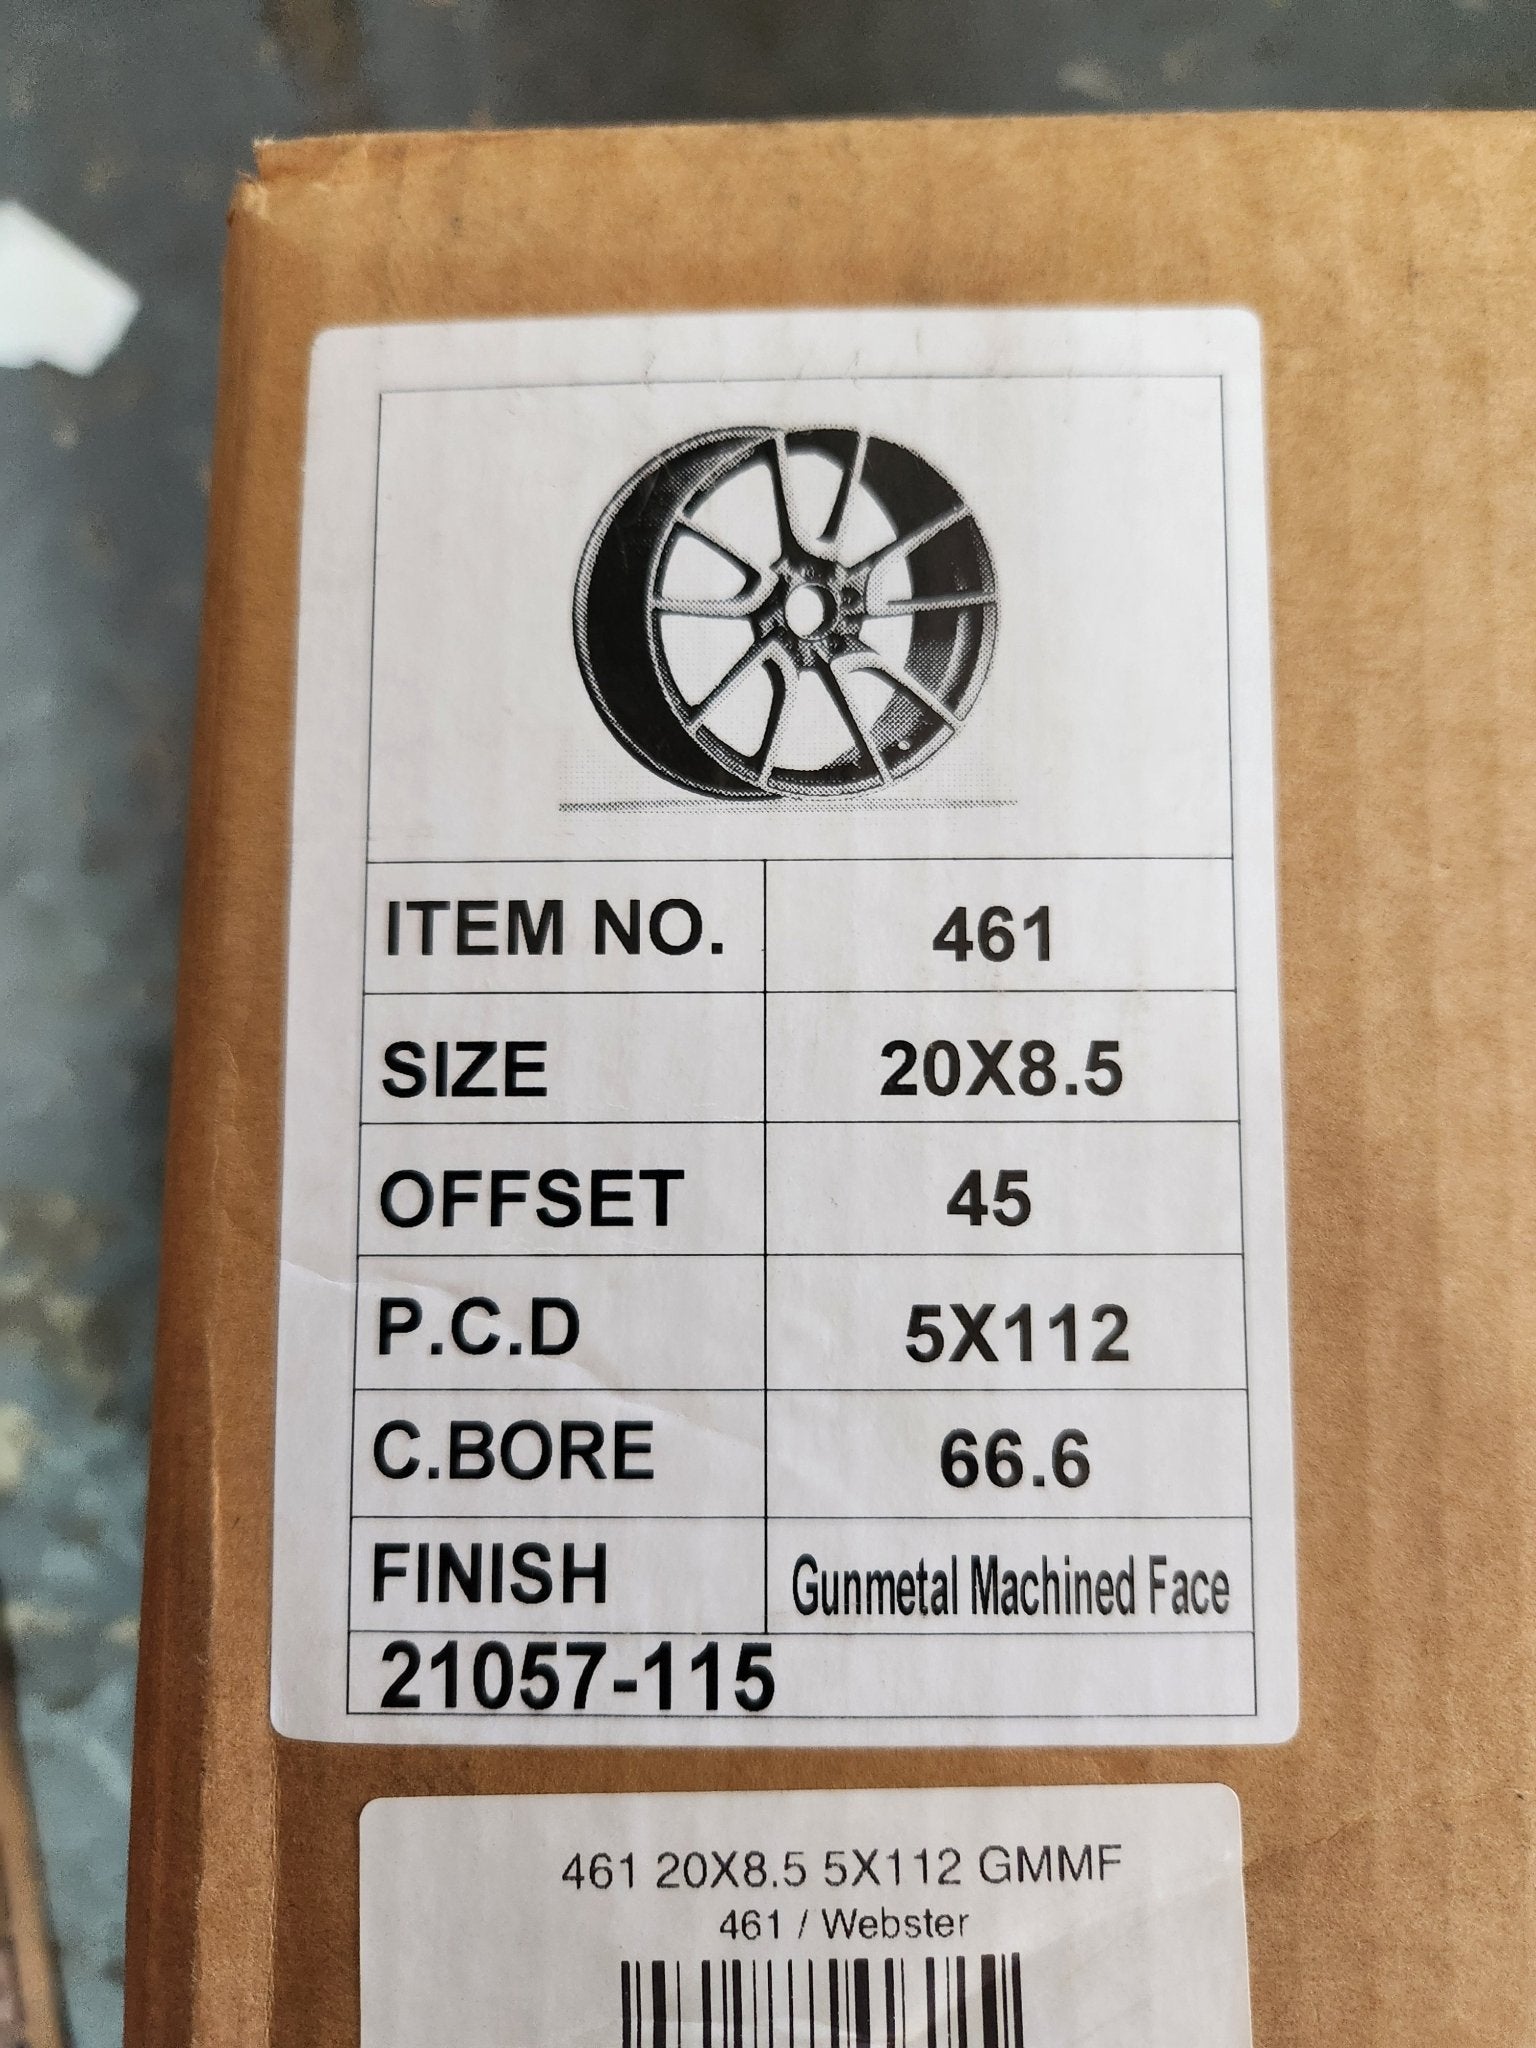 ITEM NO. 461
SIZE 20X8.5
OFFSET 45
P.C.D 5X112
C.BORE 66.6
FINISH Gunmetal Machined Face
21057-115
461 20X8.5 5X112 GMMF
461 / Webster